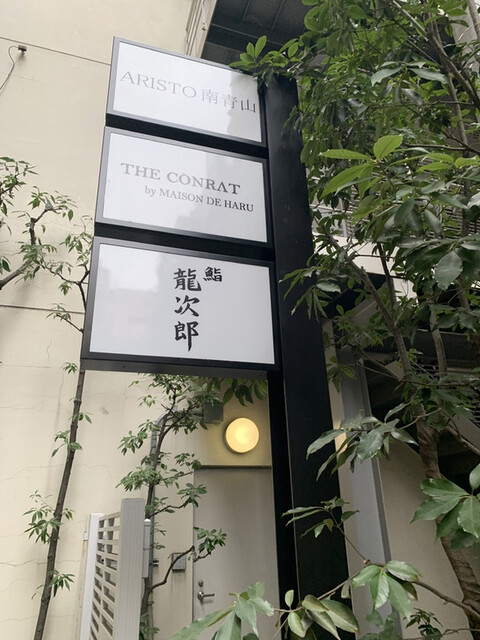 ARISTO 南青山
THE CONRAT
by MAISON DE HARU
鮨
龍次郎